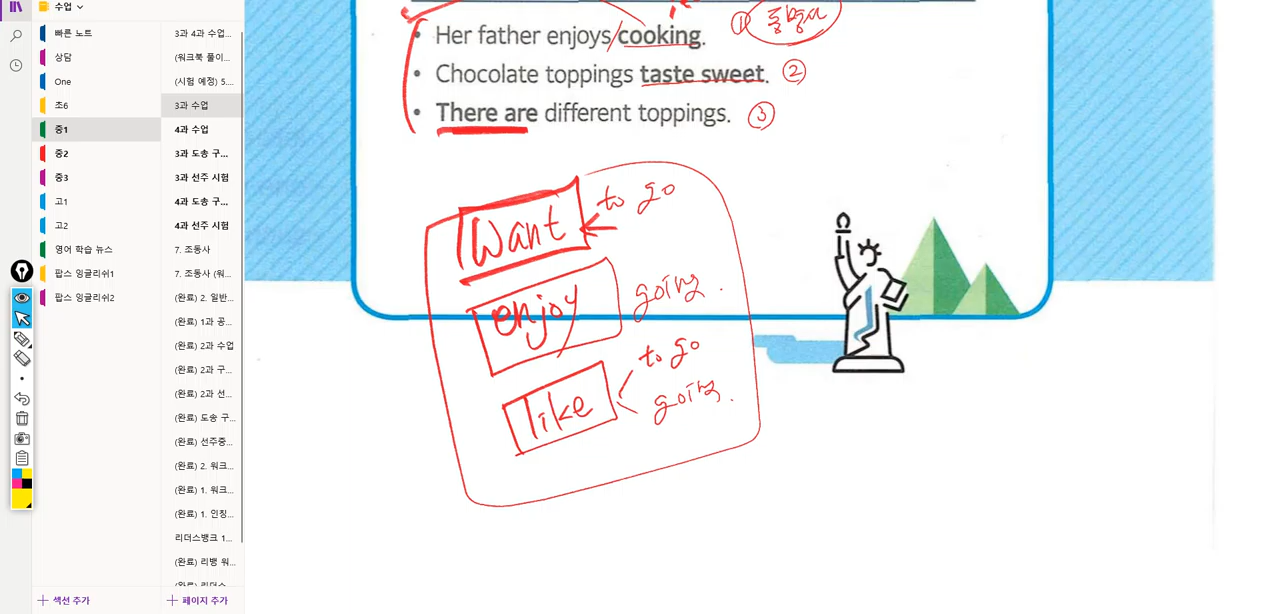 수업
빠른 노트
상담
One
초6
중1
중2
중3
고1
고2
영어 학습 뉴스
팝스 잉글리쉬1
팝스 잉글리쉬2
섹션 추가
3과 4과 수업...
(워크북 풀이...
(시험 예정) 5....
3과 수업
4과 수업
3과 도송 구...
3과 선주 시험
4과 도송 구...
4과 선주 시험
7. 조동사
7. 조동사 (워...
(완료) 2. 일반...
(완료) 1과 공...
(완료) 2과 수업
(완료) 2과 구...
(완료) 2과 선...
(완료) 도송 구...
(완료) 선주중...
(완료) 2. 워크...
(완료) 1. 워크...
(완료) 1. 인칭...
리더스뱅크 1...
(완료) 리뱅 워...
(완료) 리더스...
페이지 추가
① 동명사
• Her father enjoys/cooking.
• Chocolate toppings taste sweet. ②
• There are different toppings. ③
Want to go
enjoy going.
like to go
going.